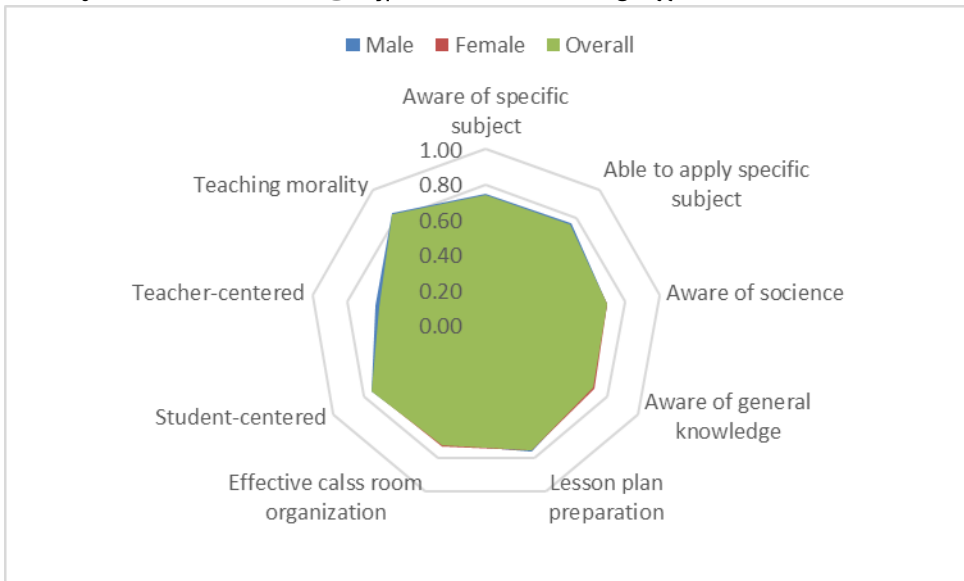 Male Female Overall
Aware of specific
subject
Able to apply specific
subject
Aware of socience
Aware of general
knowledge
Lesson plan
preparation
Effective calss room
organization
Student-centered
Teacher-centered
Teaching morality
1.00
0.80
0.60
0.40
0.20
0.00